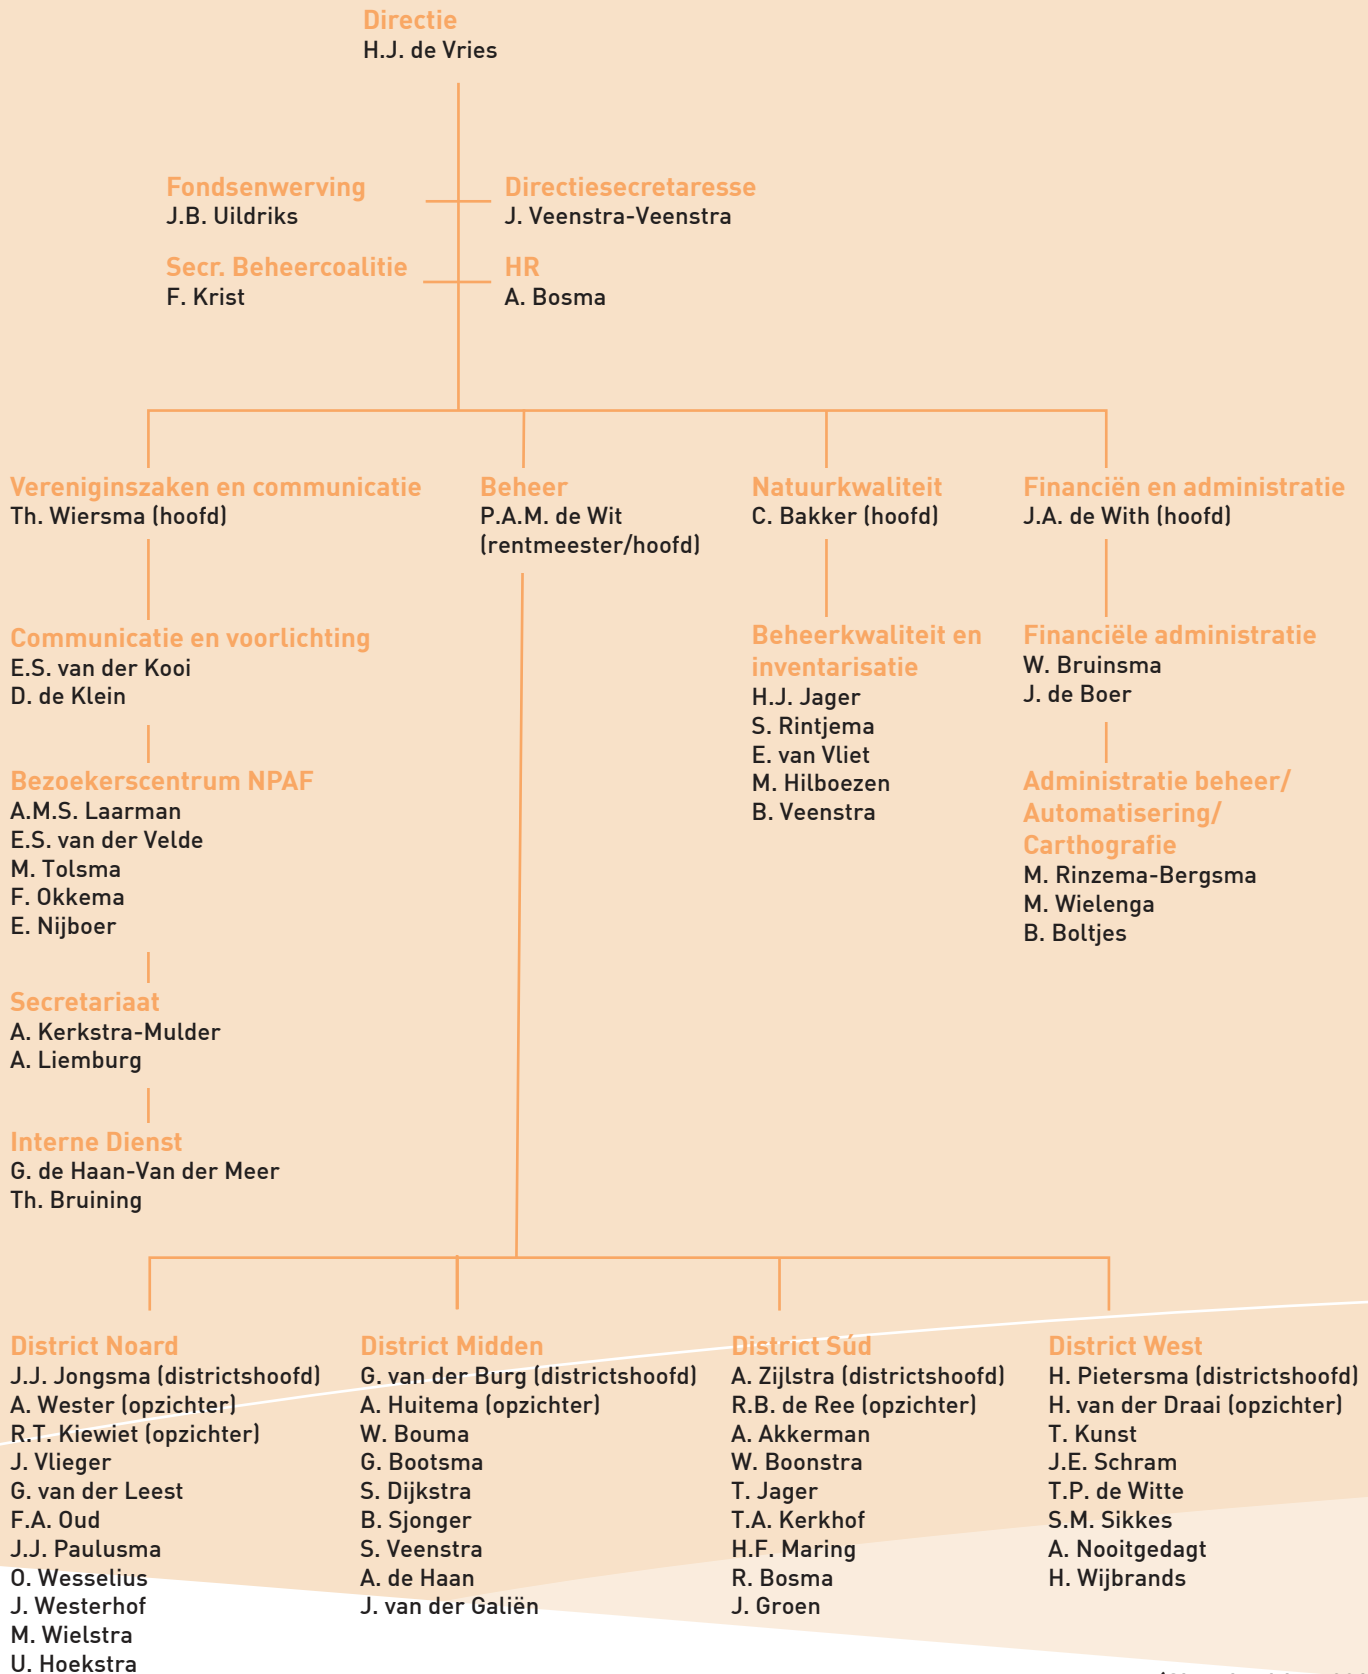 Directie
H.J. de Vries
Fondsenwerving
J.B. Uildriks
Directiesecretaresse
J. Veenstra-Veenstra
Secr. Beheercoalitie
F. Krist
HR
A. Bosma
Vereniginszaken en communicatie
Th. Wiersma (hoofd)
Beheer
P.A.M. de Wit
(rentmeester/hoofd)
Natuurkwaliteit
C. Bakker (hoofd)
Financiën en administratie
J.A. de With (hoofd)
Communicatie en voorlichting
E.S. van der Kooi
D. de Klein
Bezoekerscentrum NPAF
A.M.S. Laarman
E.S. van der Velde
M. Tolsma
F. Okkema
E. Nijboer
Secretariaat
A. Kerkstra-Mulder
A. Liemburg
Interne Dienst
G. de Haan-Van der Meer
Th. Bruining
Beheerkwaliteit en
inventarisatie
H.J. Jager
S. Rintjema
E. van Vliet
M. Hilboezen
B. Veenstra
Financiële administratie
W. Bruinsma
J. de Boer
Administratie beheer/
Automatisering/
Carthografie
M. Rinzema-Bergsma
M. Wielenga
B. Boltjes
District Noard
J.J. Jongsma (districtshoofd)
A. Wester (opzichter)
R.T. Kiewiet (opzichter)
J. Vlieger
G. van der Leest
F.A. Oud
J.J. Paulusma
O. Wesselius
J. Westerhof
M. Wielstra
U. Hoekstra
District Midden
G. van der Burg (districtshoofd)
A. Huitema (opzichter)
W. Bouma
G. Bootsma
S. Dijkstra
B. Sjonger
S. Veenstra
A. de Haan
J. van der Galiën
District Súd
A. Zijlstra (districtshoofd)
R.B. de Ree (opzichter)
A. Akkerman
W. Boonstra
T. Jager
T.A. Kerkhof
H.F. Maring
R. Bosma
J. Groen
District West
H. Pietersma (districtshoofd)
H. van der Draai (opzichter)
T. Kunst
J.E. Schram
T.P. de Witte
S.M. Sikkes
A. Nooitgedagt
H. Wijbrands